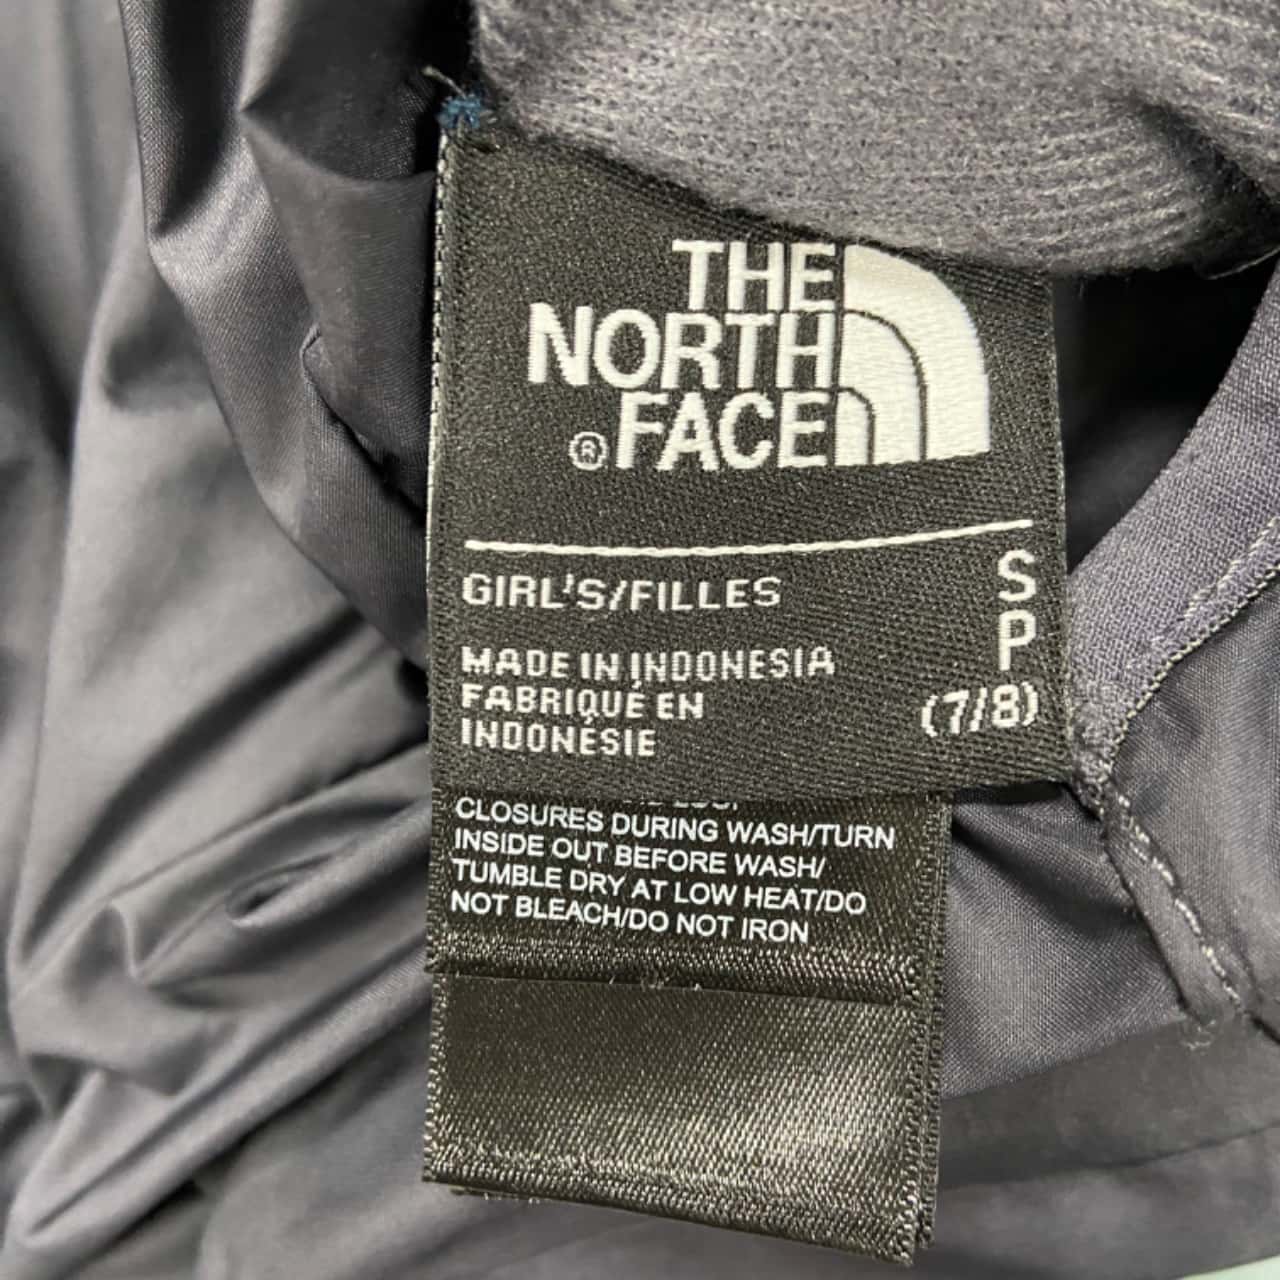 THE
NORTH
FACE
®
GIRL'S/FILLES
S
P
(7/8)
MADE IN INDONESIA
FABRIQUÉ EN
INDONÉSIE
CLOSURES DURING WASH/TURN
INSIDE OUT BEFORE WASH/
TUMBLE DRY AT LOW HEAT/DO
NOT BLEACH/DO NOT IRON